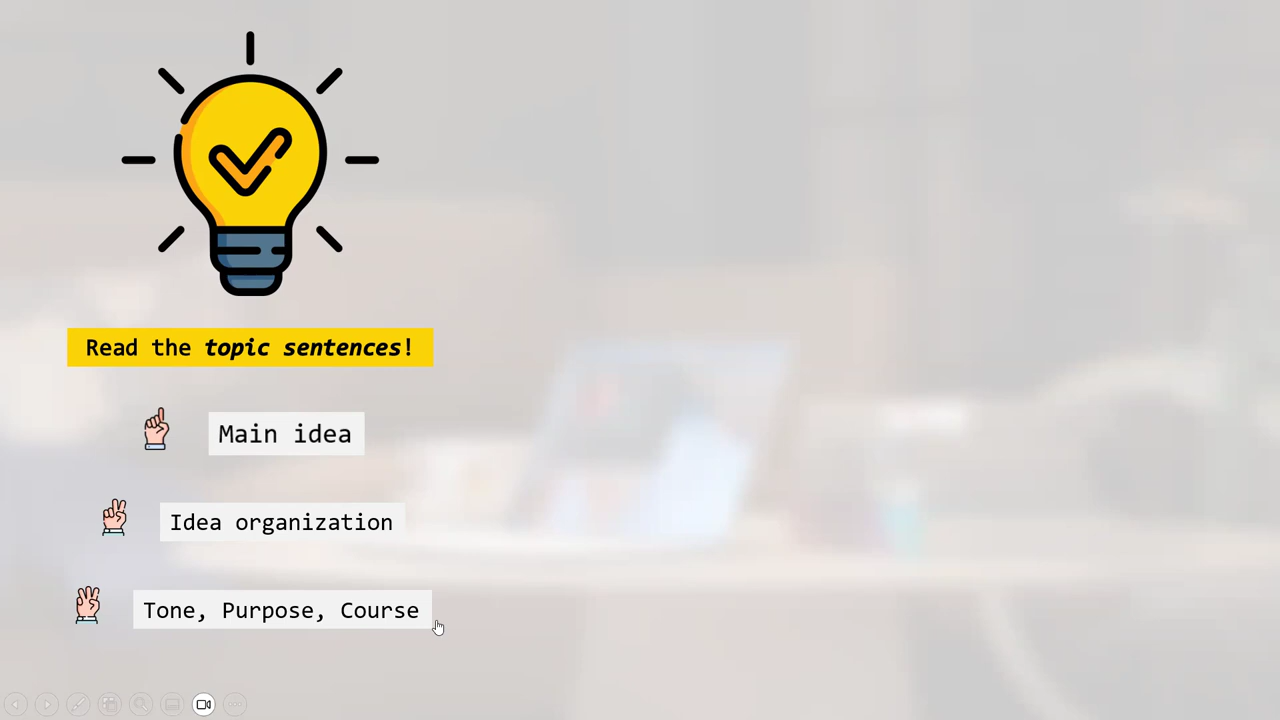 Read the topic sentences!
Main idea
Idea organization
Tone, Purpose, Course